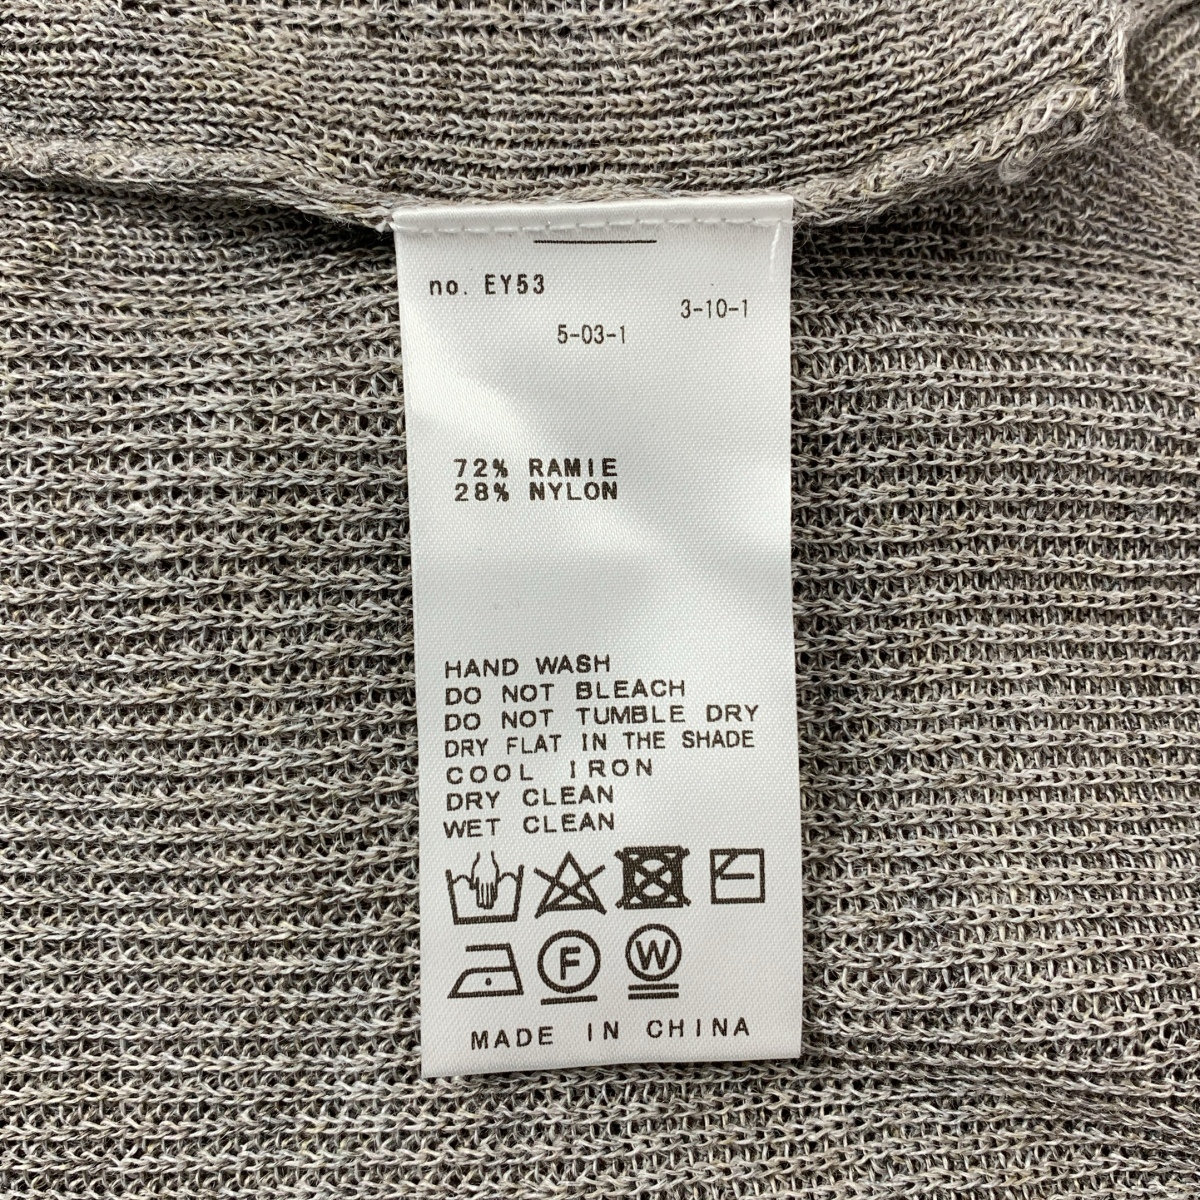 no. EY53
3-10-1
5-03-1
72% RAMIE
28% NYLON
HAND WASH
DO NOT BLEACH
DO NOT TUMBLE DRY
DRY FLAT IN THE SHADE
COOL IRON
DRY CLEAN
WET CLEAN
F W
MADE IN CHINA